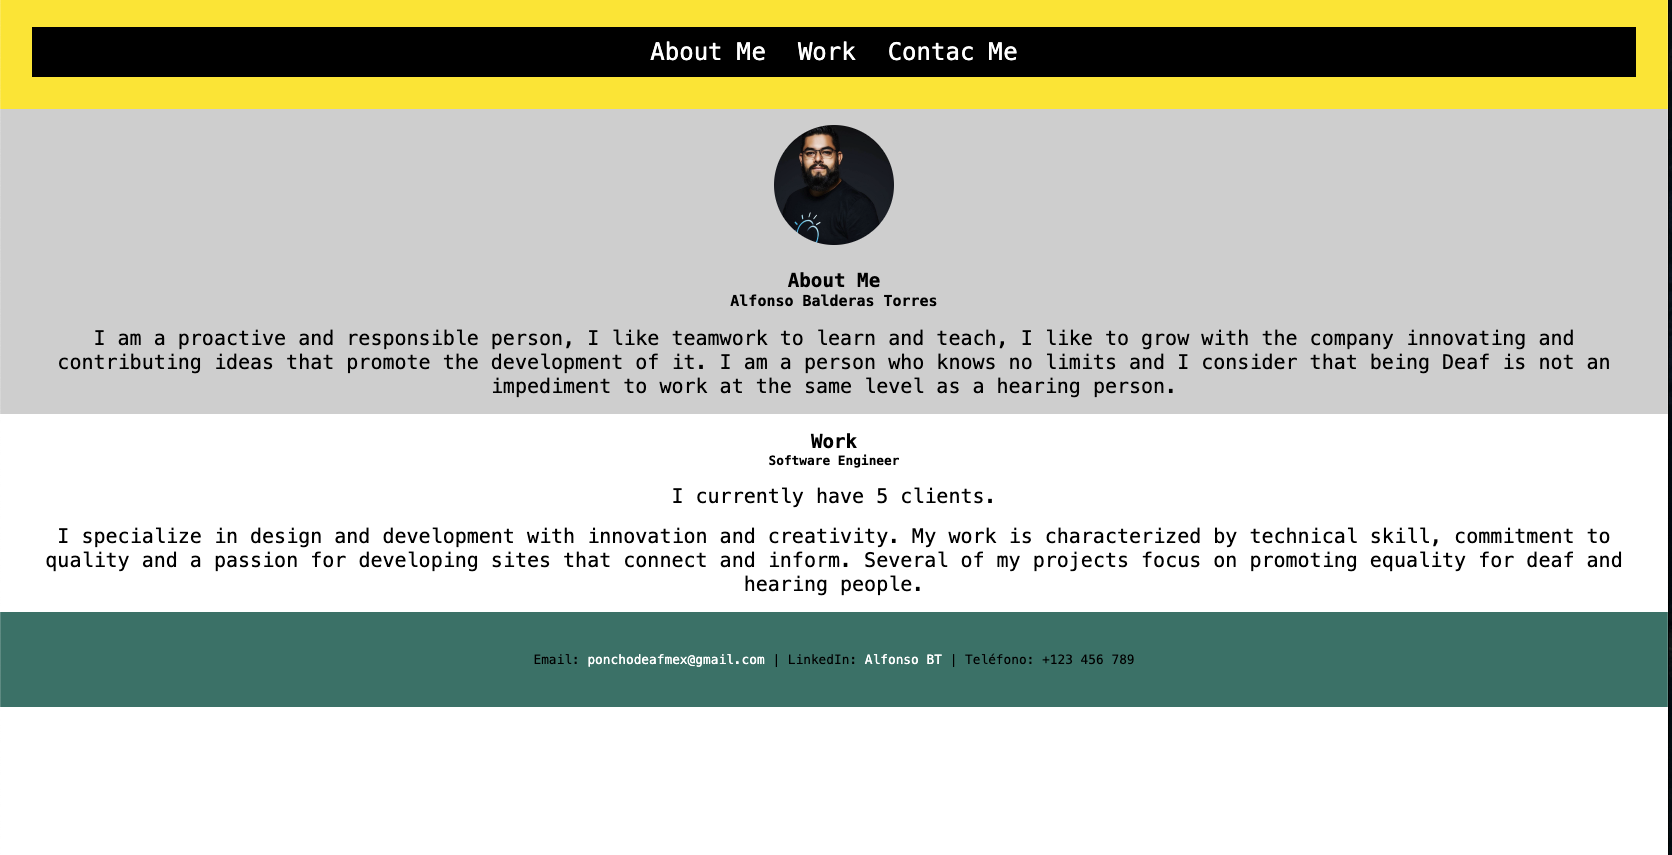 About Me Work Contac Me
About Me
Alfonso Balderas Torres
I am a proactive and responsible person, I like teamwork to learn and teach, I like to grow with the company innovating and
contributing ideas that promote the development of it. I am a person who knows no limits and I consider that being Deaf is not an
impediment to work at the same level as a hearing person.
Work
Software Engineer
I currently have 5 clients.
I specialize in design and development with innovation and creativity. My work is characterized by technical skill, commitment to
quality and a passion for developing sites that connect and inform. Several of my projects focus on promoting equality for deaf and
hearing people.
Email: ponchodeafmex@gmail.com | LinkedIn: Alfonso BT | Teléfono: +123 456 789